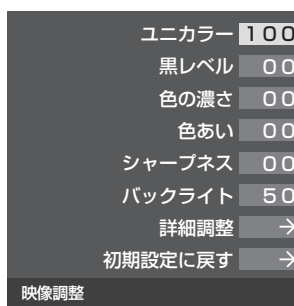 ユニカラー 100
黒レベル 00
色の濃さ 00
色あい 00
シャープネス 00
バックライト 50
詳細調整 →
初期設定に戻す →
映像調整